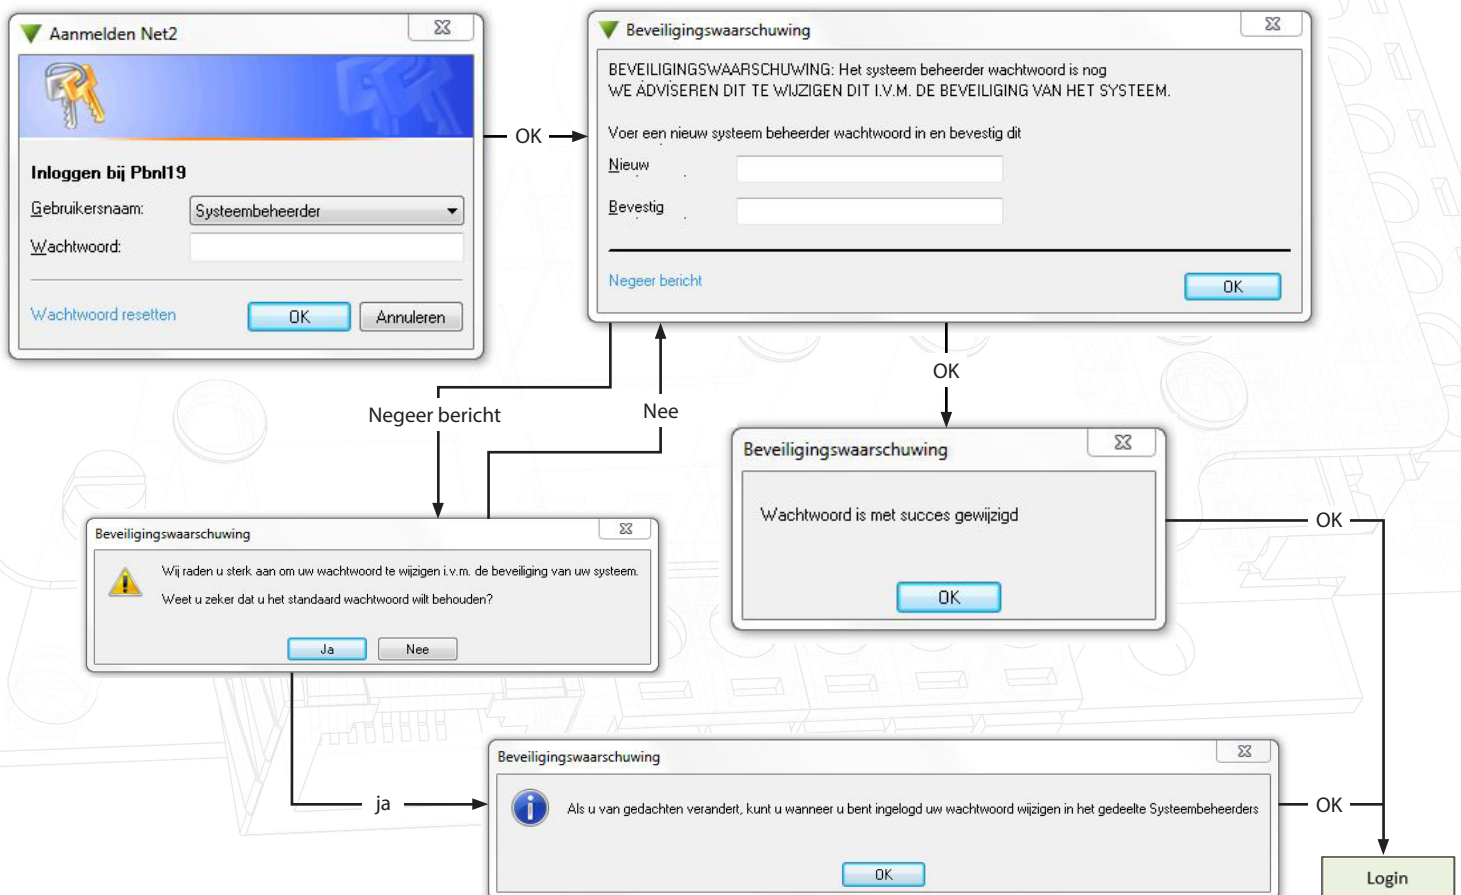 Aanmelden Net2
Inloggen bij Pbnl19
Gebruikersnaam:
Systeembeheerder
Wachtwoord:
Wachtwoord resetten
OK
Annuleren
OK
Beveiligingswaarschuwing
BEVEILIGINGSWAARSCHUWING: Het systeem beheerder wachtwoord is nog
WE ADVISEREN DIT TE WIJZIGEN DIT I.V.M. DE BEVEILIGING VAN HET SYSTEEM.
Voer een nieuw systeem beheerder wachtwoord in en bevestig dit
Nieuw
Bevestig
Negeer bericht
OK
Negeer bericht
Nee
OK
Beveiligingswaarschuwing
Wachtwoord is met succes gewijzigd
OK
OK
Beveiligingswaarschuwing
Wij raden u sterk aan om uw wachtwoord te wijzigen i.v.m. de beveiliging van uw systeem.
Weet u zeker dat u het standaard wachtwoord wilt behouden?
Ja
Nee
ja
Beveiligingswaarschuwing
Als u van gedachten verandert, kunt u wanneer u bent ingelogd uw wachtwoord wijzigen in het gedeelte Systeembeheerders
OK
OK
Login